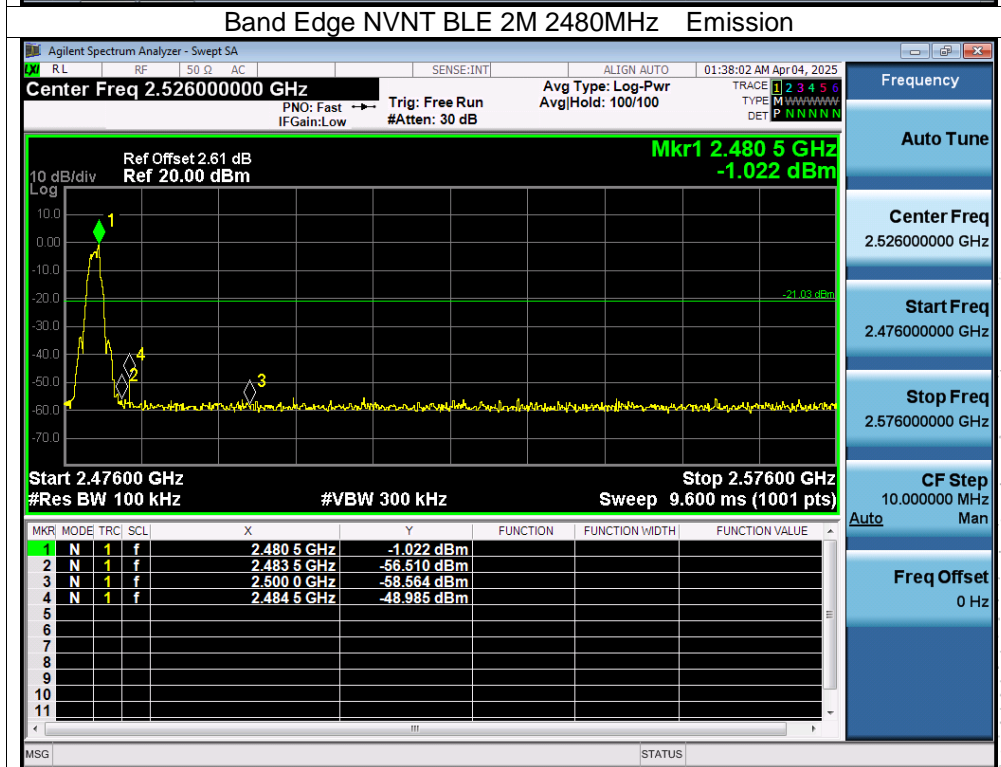 Band Edge NVNT BLE 2M 2480MHz Emission
Agilent Spectrum Analyzer - Swept SA
LXI RL RF 50 Ω AC SENSE:INT ALIGN AUTO 01:38:02 AM Apr 04, 2025
Center Freq 2.526000000 GHz
PNO: Fast
IFGain:Low
Trig: Free Run
#Atten: 30 dB
Avg Type: Log-Pwr
Avg|Hold: 100/100
TRACE 1 2 3 4 5 6
TYPE M WWWWW
DET P N N N N N
Ref Offset 2.61 dB
10 dB/div Ref 20.00 dBm
Log
Mkr1 2.480 5 GHz
-1.022 dBm
10.0
0.00
-10.0
-20.0
-30.0
-40.0
-50.0
-60.0
-70.0
1
-21.03 dBm
4
2
3
Start 2.47600 GHz Stop 2.57600 GHz
#Res BW 100 kHz #VBW 300 kHz Sweep 9.600 ms (1001 pts)
MKR MODE TRC SCL X Y FUNCTION FUNCTION WIDTH FUNCTION VALUE
1 N 1 f 2.480 5 GHz -1.022 dBm
2 N 1 f 2.483 5 GHz -56.510 dBm
3 N 1 f 2.500 0 GHz -58.564 dBm
4 N 1 f 2.484 5 GHz -48.985 dBm
5
6
7
8
9
10
11
MSG STATUS
Frequency
Auto Tune
Center Freq
2.526000000 GHz
Start Freq
2.476000000 GHz
Stop Freq
2.576000000 GHz
CF Step
10.000000 MHz
Auto Man
Freq Offset
0 Hz